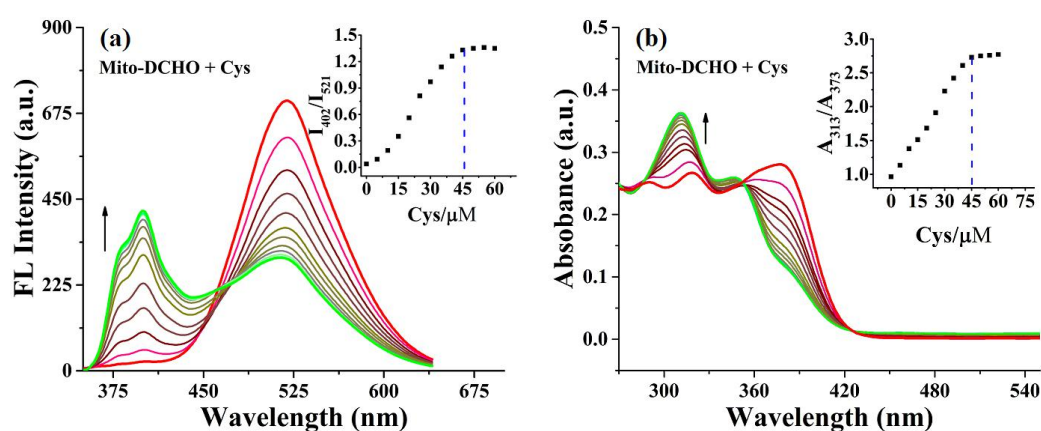 (a)
Mito-DCHO + Cys
FL Intensity (a.u.)
900
675
450
225
0
375
450
525
600
Wavelength (nm)
I402/I521
1.5
1.2
0.9
0.6
0.3
0.0
0 15 30 45 60
Cys/μM
(b)
Mito-DCHO + Cys
Absobance (a.u.)
0.5
0.4
0.3
0.2
0.1
0.0
300
360
420
480
540
Wavelength (nm)
A313/A373
3.0
2.5
2.0
1.5
1.0
0 15 30 45 60 75
Cys/μM